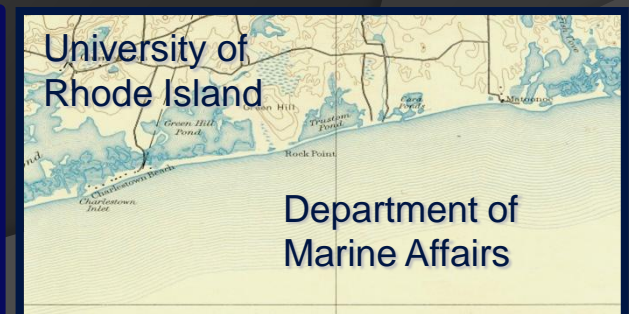 University of
Rhode Island
Green Hill
Green Hill
Pond
Trustom
Pond
Card
Pond
Matunoc
Rock Point
Charlestown Beach
Charlestown
Inlet
Department of
Marine Affairs